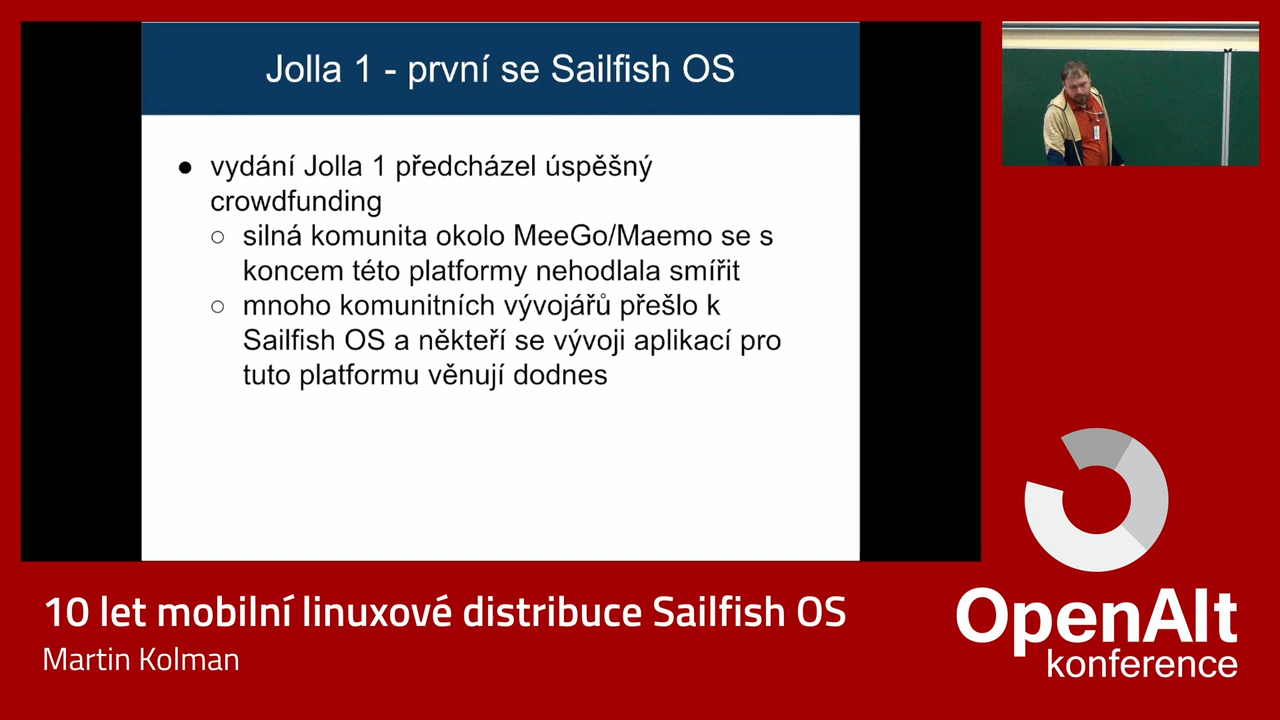 Jolla 1 - první se Sailfish OS
● vydání Jolla 1 předcházel úspěšný
crowdfunding
○ silná komunita okolo MeeGo/Maemo se s
koncem této platformy nehodlala smířit
○ mnoho komunitních vývojářů přešlo k
Sailfish OS a někteří se vývoji aplikací pro
tuto platformu věnují dodnes
10 let mobilní linuxové distribuce Sailfish OS
Martin Kolman
OpenAlt
konference